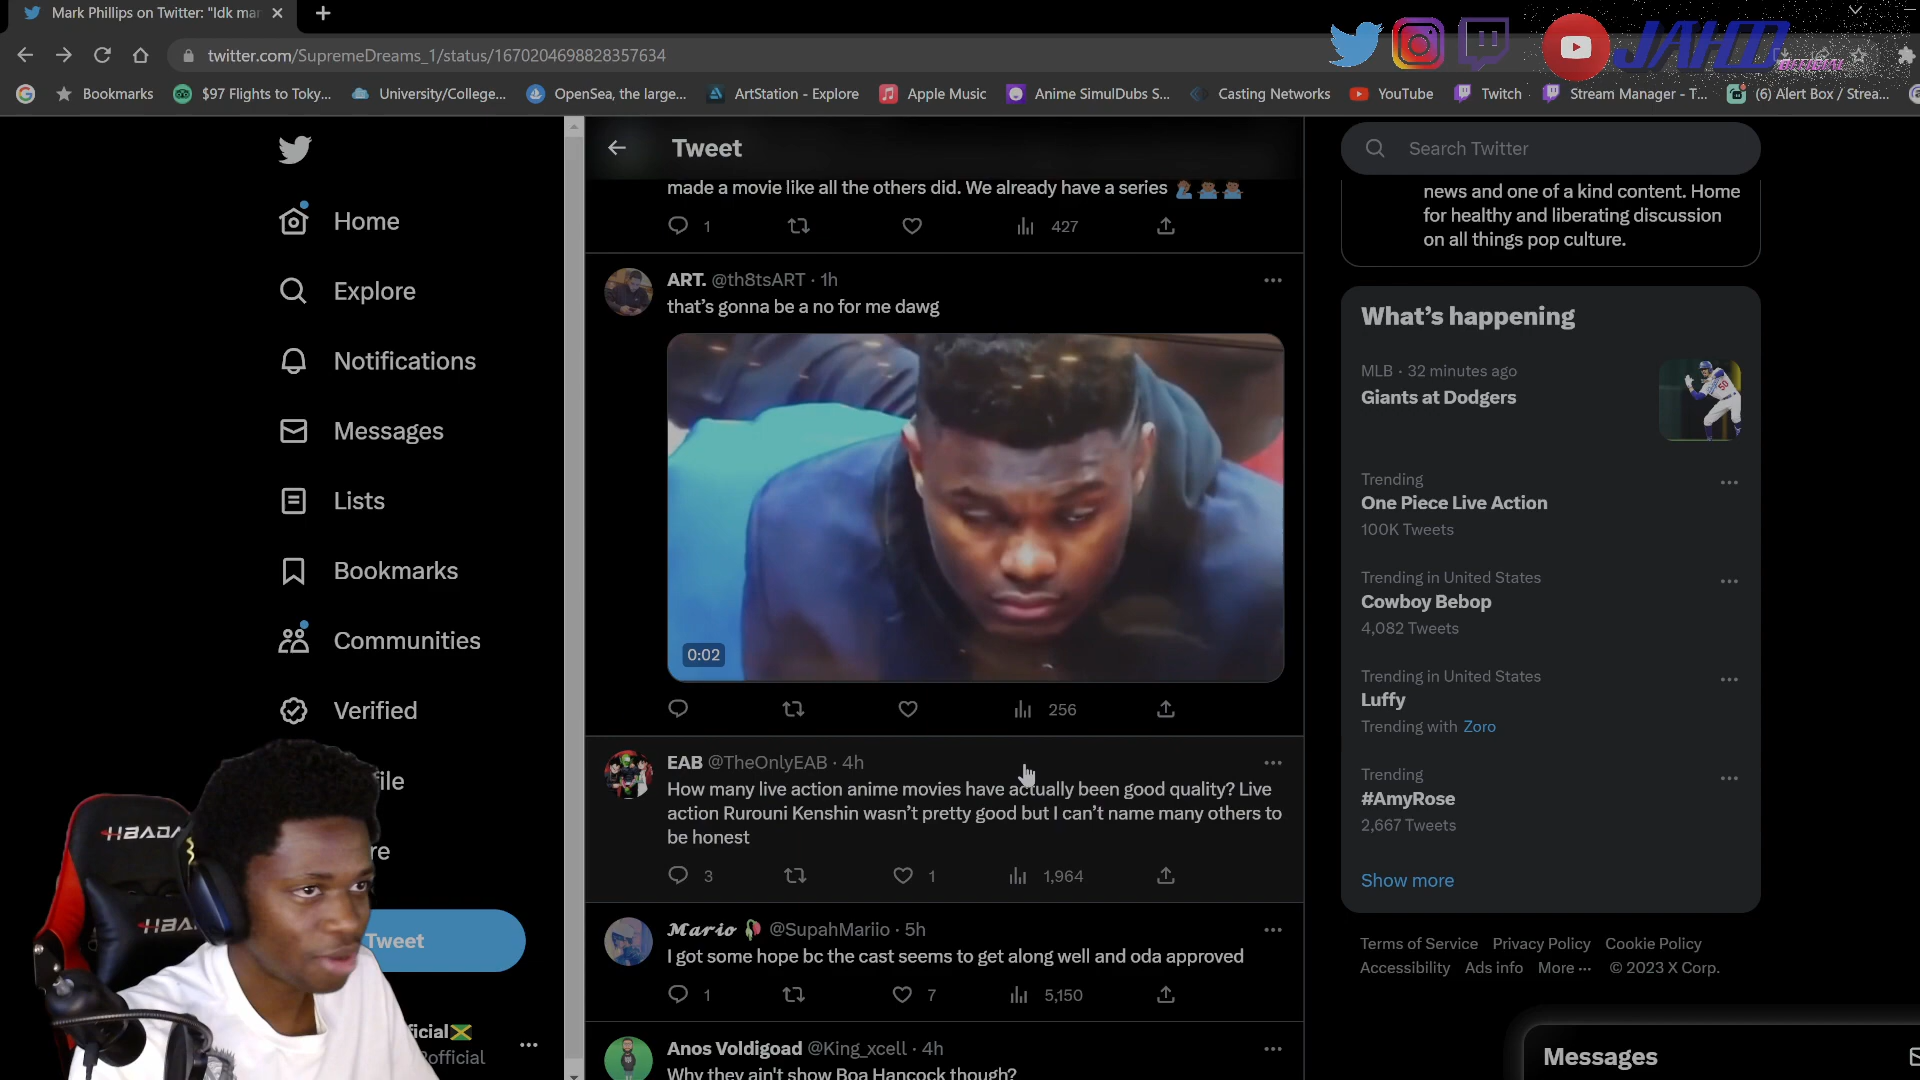 Mark Phillips on Twitter: "Idk mar
twitter.com/SupremeDreams_1/status/1670204698828357634
JAHD
OFFICIAL
Bookmarks
$97 Flights to Toky...
University/College...
OpenSea, the large...
ArtStation - Explore
Apple Music
Anime SimulDubs S...
Casting Networks
YouTube
Twitch
Stream Manager - T...
(6) Alert Box / Strea...
Home
Explore
Notifications
Messages
Lists
Bookmarks
Communities
Verified
file
re
Tweet
ficial
official
HBADA
HBA
Tweet
made a movie like all the others did. We already have a series
1
427
ART. @th8tsART · 1h
that's gonna be a no for me dawg
0:02
256
EAB @TheOnlyEAB · 4h
How many live action anime movies have actually been good quality? Live
action Rurouni Kenshin wasn't pretty good but I can't name many others to
be honest
3
1
1,964
Mario @SupahMariio · 5h
I got some hope bc the cast seems to get along well and oda approved
1
7
5,150
Anos Voldigoad @King_xcell · 4h
Why they ain't show Boa Hancock though?
Search Twitter
news and one of a kind content. Home
for healthy and liberating discussion
on all things pop culture.
What's happening
MLB · 32 minutes ago
Giants at Dodgers
50
Trending
One Piece Live Action
100K Tweets
Trending in United States
Cowboy Bebop
4,082 Tweets
Trending in United States
Luffy
Trending with Zoro
Trending
#AmyRose
2,667 Tweets
Show more
Terms of Service Privacy Policy Cookie Policy
Accessibility Ads info More ··· © 2023 X Corp.
Messages